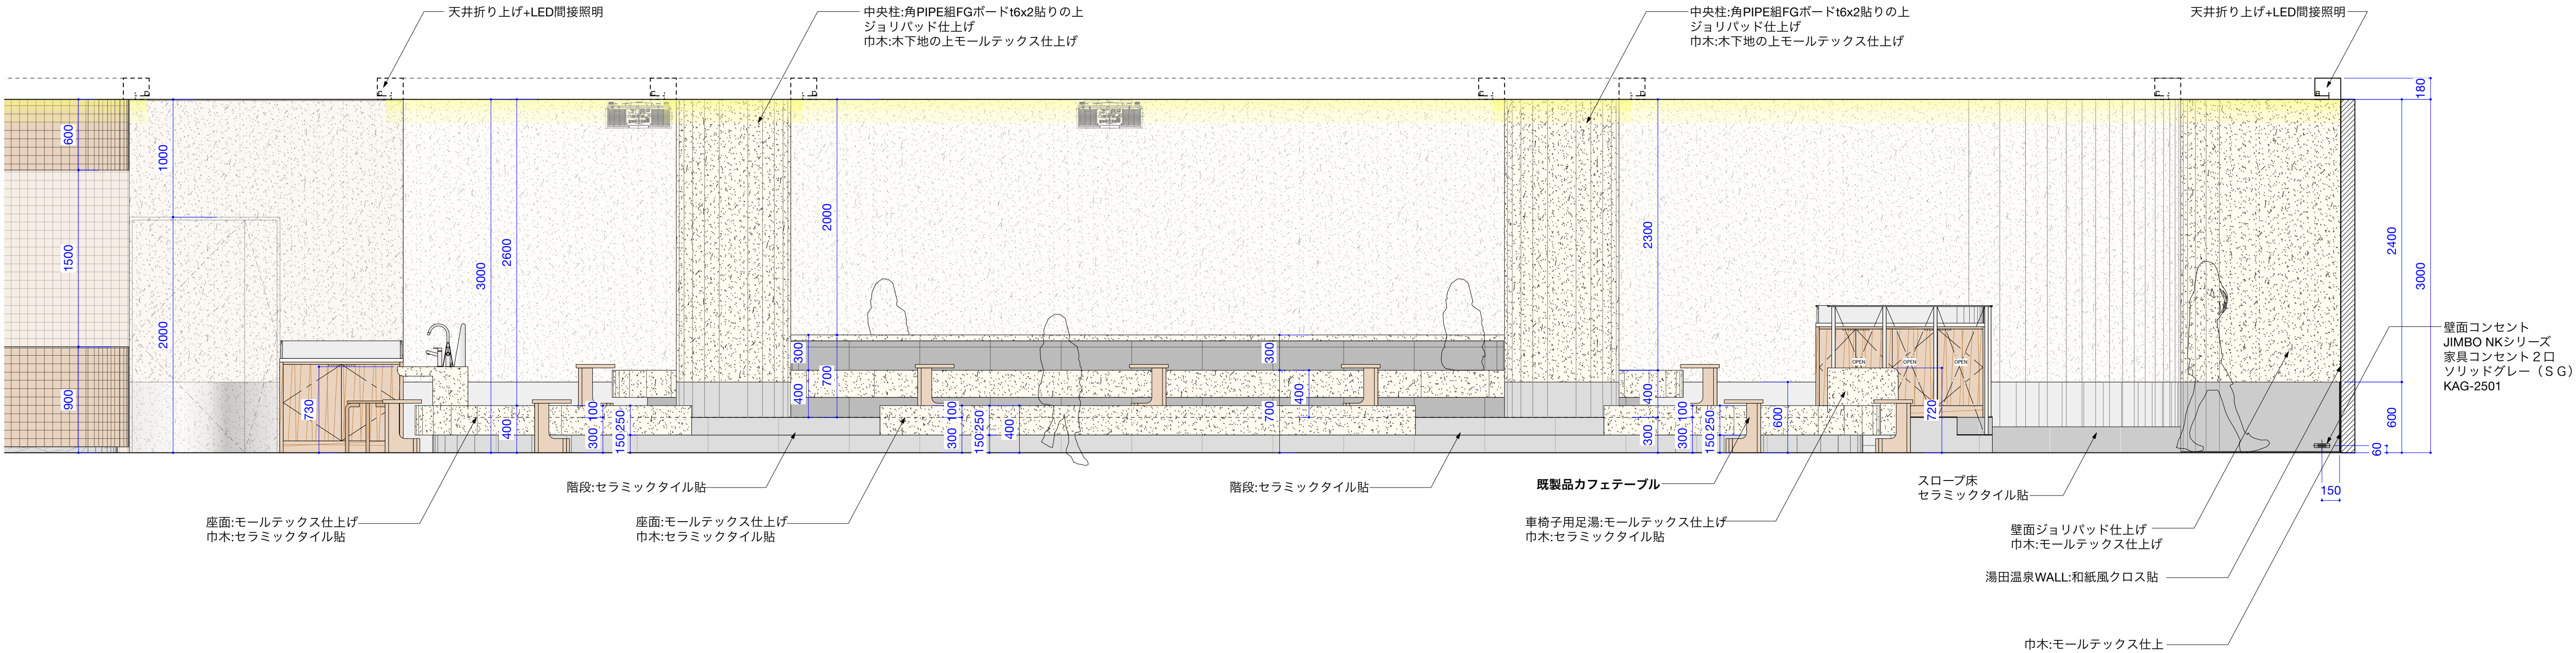 天井折り上げ+LED間接照明
中央柱:角PIPE組FGボードt6x2貼りの上
ジョリパッド仕上げ
巾木:木下地の上モールテックス仕上げ
中央柱:角PIPE組FGボードt6x2貼りの上
ジョリパッド仕上げ
巾木:木下地の上モールテックス仕上げ
天井折り上げ+LED間接照明
180
600
1500
900
1000
2000
730
3000
2600
400
300
100
150
250
2000
300
400
700
300
100
150
250
400
300
700
400
2300
400
300
300
100
150
250
600
720
OPEN
OPEN
OPEN
2400
3000
600
60
150
壁面コンセント
JIMBO NKシリーズ
家具コンセント２口
ソリッドグレー（ＳＧ）
KAG-2501
階段:セラミックタイル貼
階段:セラミックタイル貼
既製品カフェテーブル
スロープ床
セラミックタイル貼
座面:モールテックス仕上げ
巾木:セラミックタイル貼
座面:モールテックス仕上げ
巾木:セラミックタイル貼
車椅子用足湯:モールテックス仕上げ
巾木:セラミックタイル貼
壁面ジョリパッド仕上げ
巾木:モールテックス仕上げ
湯田温泉WALL:和紙風クロス貼
巾木:モールテックス仕上